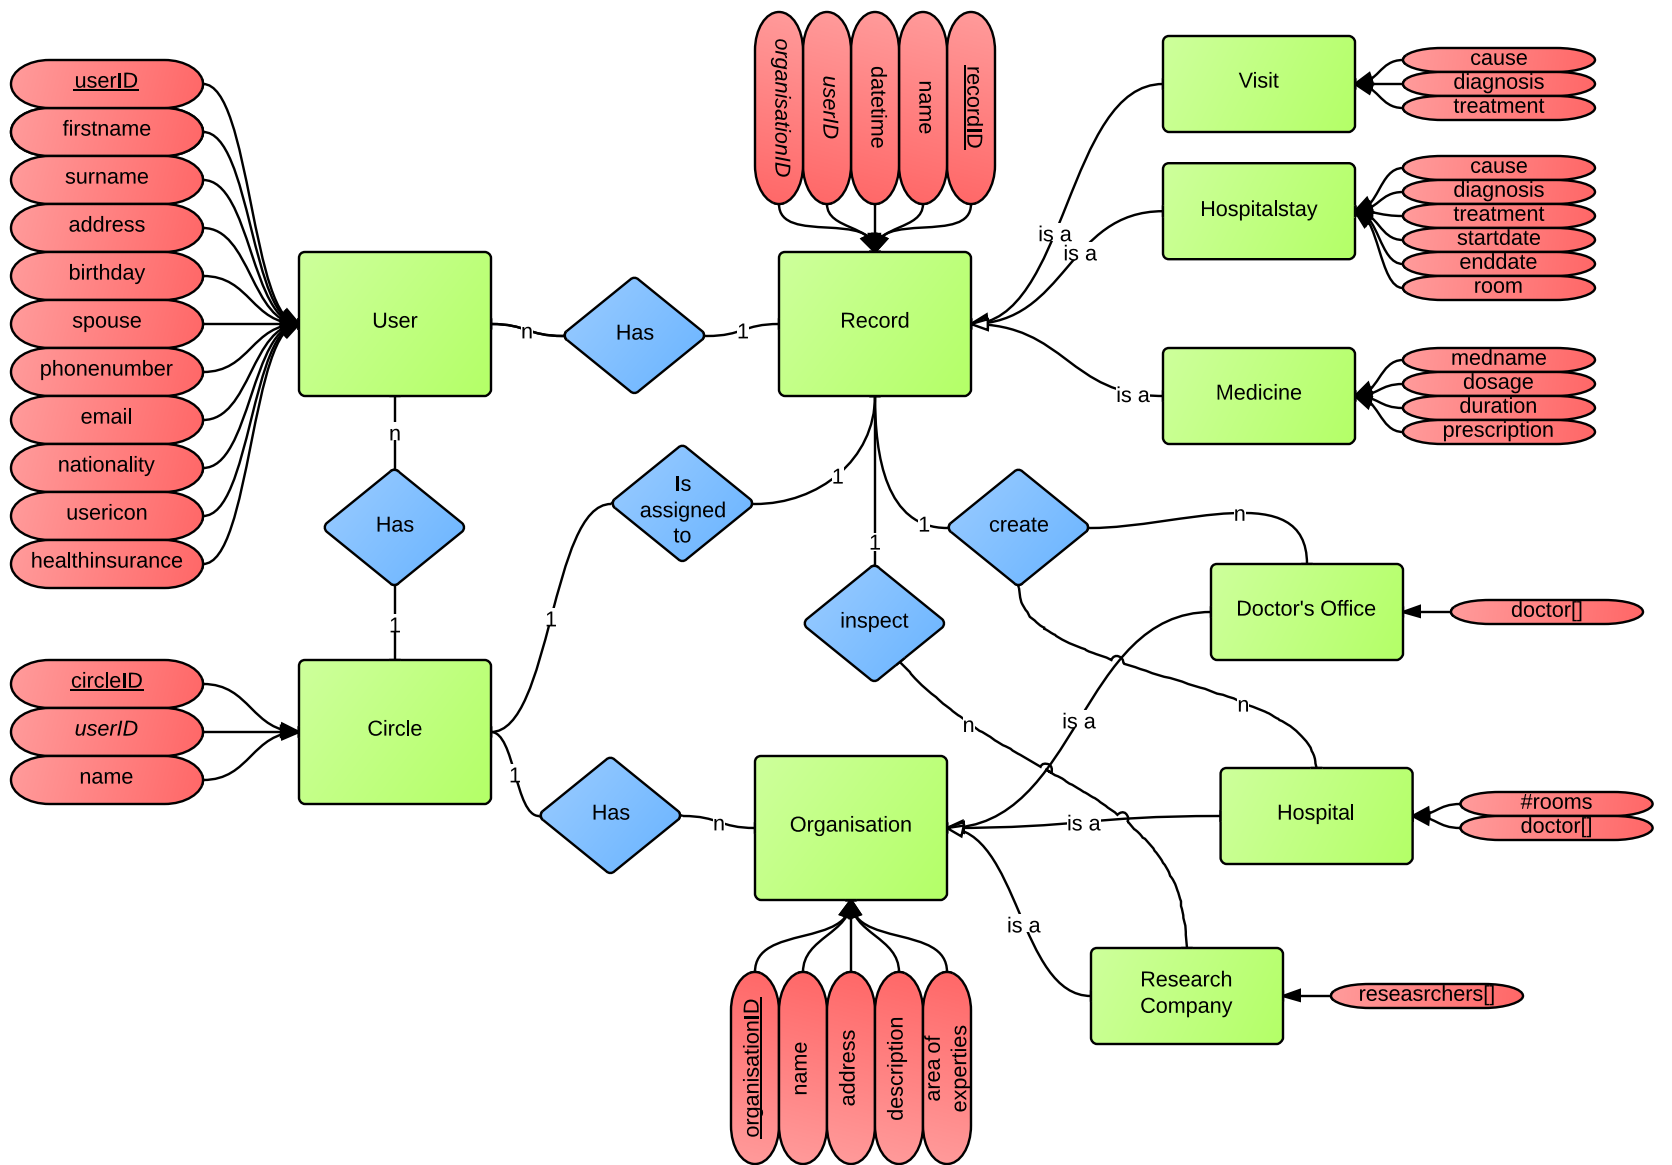 userID
firstname
surname
address
birthday
spouse
phonenumber
email
nationality
usericon
healthinsurance
User
n
Has
1
organisationID
userID
datetime
name
recordID
Record
is a
is a
is a
Visit
cause
diagnosis
treatment
Hospitalstay
cause
diagnosis
treatment
startdate
enddate
room
Medicine
medname
dosage
duration
prescription
n
Has
1
Is
assigned
to
1
1
1
inspect
n
1
create
n
n
Doctor's Office
doctor[]
circleID
userID
name
Circle
1
Has
n
Organisation
is a
is a
is a
Hospital
#rooms
doctor[]
Research
Company
reseasrchers[]
organisationID
name
address
description
area of
experties